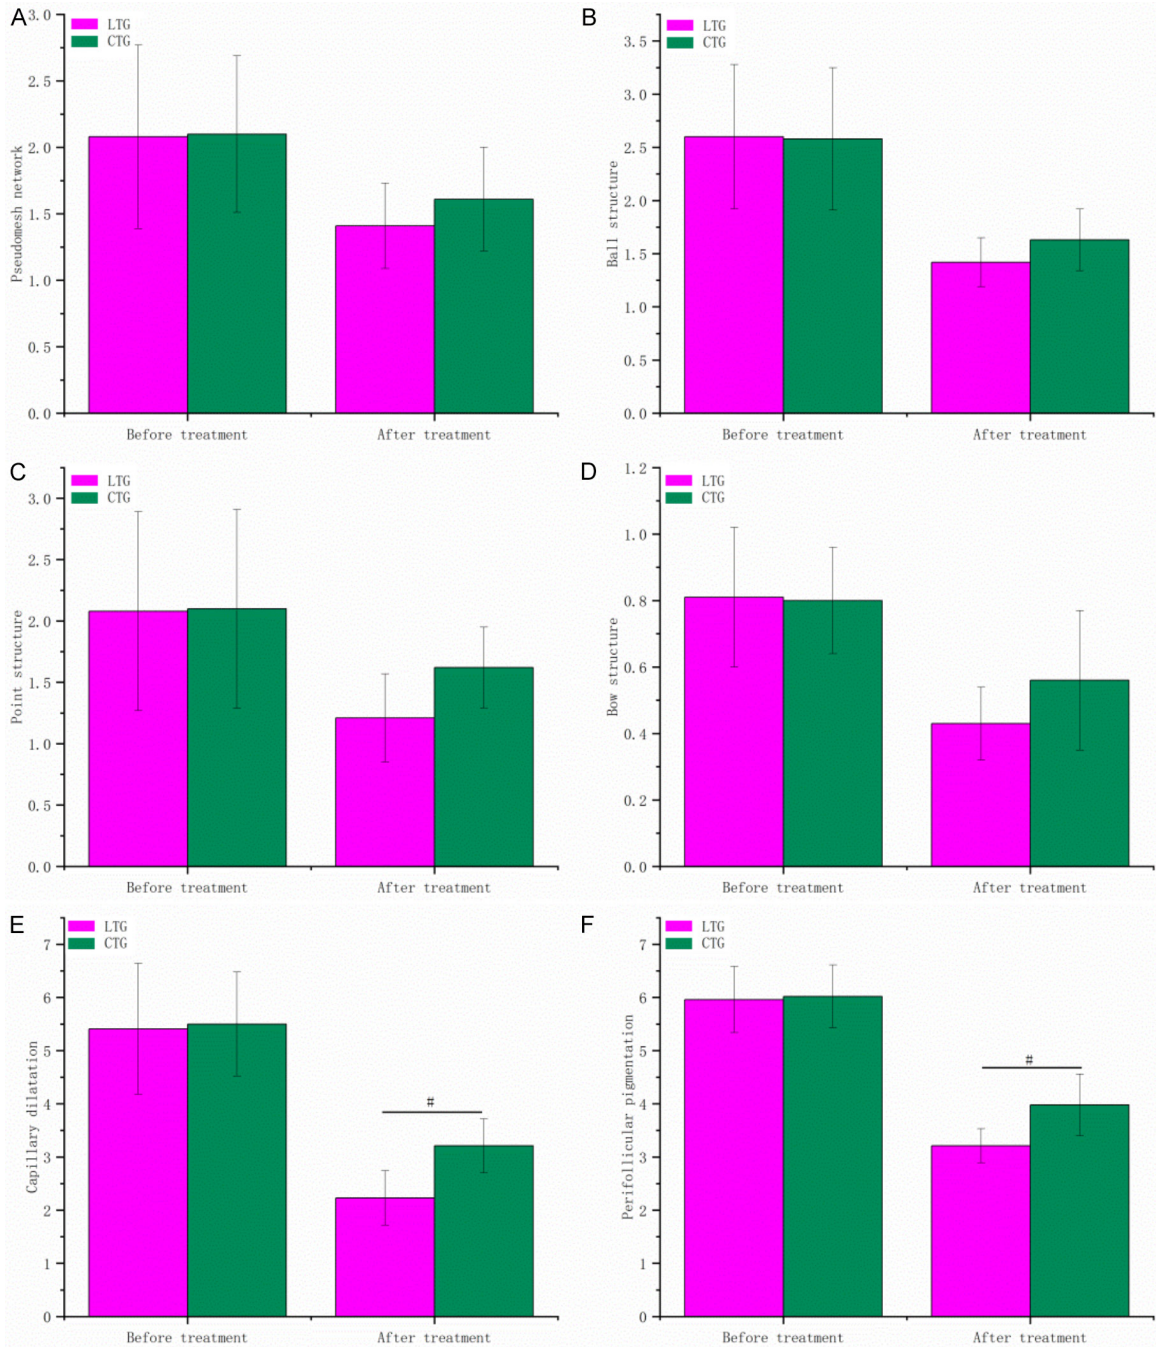 A
3.0
2.5
2.0
1.5
1.0
0.5
0.0
Pseudomesh network
LTG
CTG
Before treatment
After treatment
B
3.5
3.0
2.5
2.0
1.5
1.0
0.5
0.0
Ball structure
LTG
CTG
Before treatment
After treatment
C
3.0
2.5
2.0
1.5
1.0
0.5
0.0
Point structure
LTG
CTG
Before treatment
After treatment
D
1.2
1.0
0.8
0.6
0.4
0.2
0.0
Bow structure
LTG
CTG
Before treatment
After treatment
E
7
6
5
4
3
2
1
0
Capillary dilatation
LTG
CTG
#
Before treatment
After treatment
F
7
6
5
4
3
2
1
0
Perifollicular pigmentation
LTG
CTG
#
Before treatment
After treatment